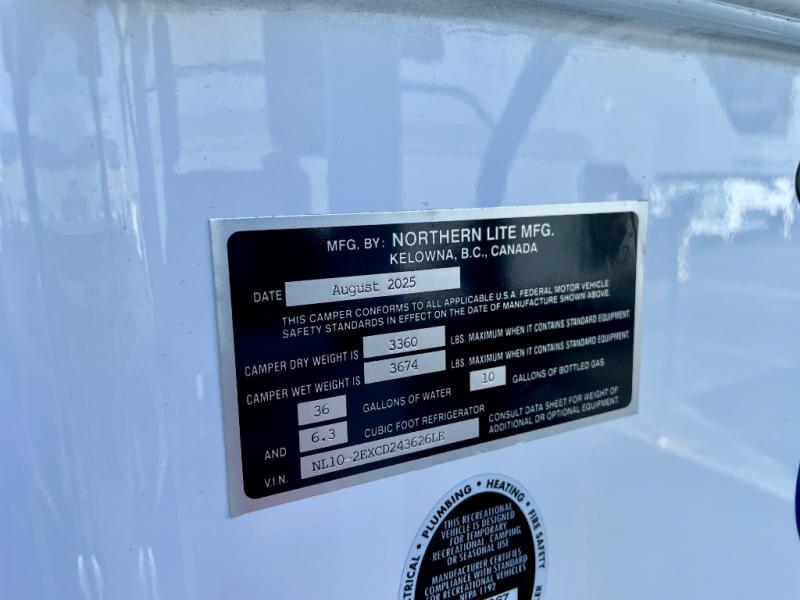 MFG. BY: NORTHERN LITE MFG.
KELOWNA, B.C., CANADA
DATE August 2025
THIS CAMPER CONFORMS TO ALL APPLICABLE U.S.A. FEDERAL MOTOR VEHICLE
SAFETY STANDARDS IN EFFECT ON THE DATE OF MANUFACTURE SHOWN ABOVE.
CAMPER DRY WEIGHT IS 3360 LBS. MAXIMUM WHEN IT CONTAINS STANDARD EQUIPMENT.
CAMPER WET WEIGHT IS 3674 LBS. MAXIMUM WHEN IT CONTAINS STANDARD EQUIPMENT.
36 GALLONS OF WATER 10 GALLONS OF BOTTLED GAS
AND 6.3 CUBIC FOOT REFRIGERATOR
CONSULT DATA SHEET FOR WEIGHT OF
ADDITIONAL OR OPTIONAL EQUIPMENT.
V.I.N. NL10-2EXCD243626LE
TRICAL • PLUMBING • HEATING • FIRE SAFETY
THIS RECREATIONAL
VEHICLE IS DESIGNED
FOR TEMPORARY
RECREATIONAL, CAMPING
OR SEASONAL USE
MANUFACTURER CERTIFIES
COMPLIANCE WITH STANDARD
FOR RECREATIONAL VEHICLES
NFPA 1192